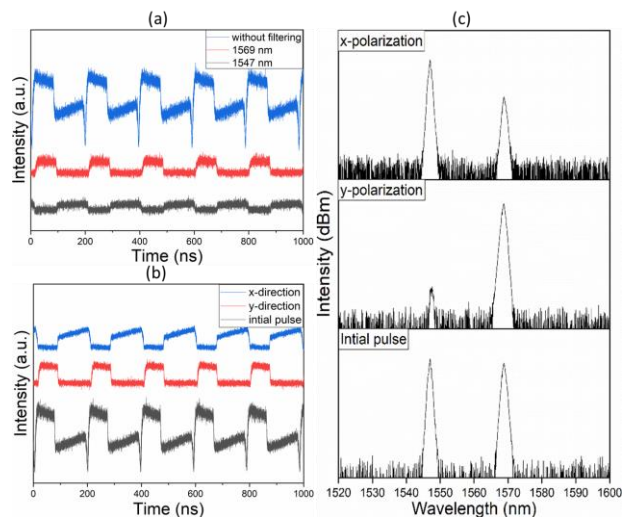 (a)
without filtering
1569 nm
1547 nm
Intensity (a.u.)
0 200 400 600 800 1000
Time (ns)
(b)
x-direction
y-direction
intial pulse
Intensity (a.u.)
0 200 400 600 800 1000
Time (ns)
(c)
x-polarization
y-polarization
Intial pulse
Intensity (dBm)
1520 1530 1540 1550 1560 1570 1580 1590 1600
Wavelength (nm)